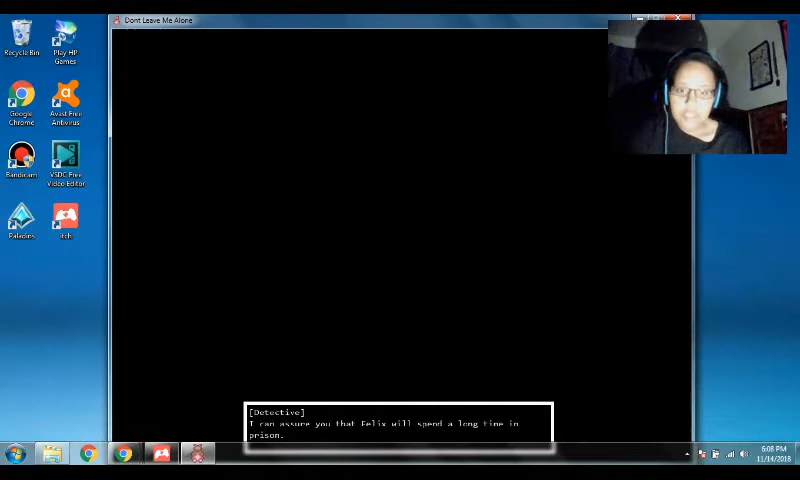 Dont Leave Me Alone
Recycle Bin
Play HP
Games
Google
Chrome
Avast Free
Antivirus
Bandicam
VSDC Free
Video Editor
Paladins
itch
[Detective]
I can assure you that Felix will spend a long time in
prison.
6:08 PM
11/14/2018